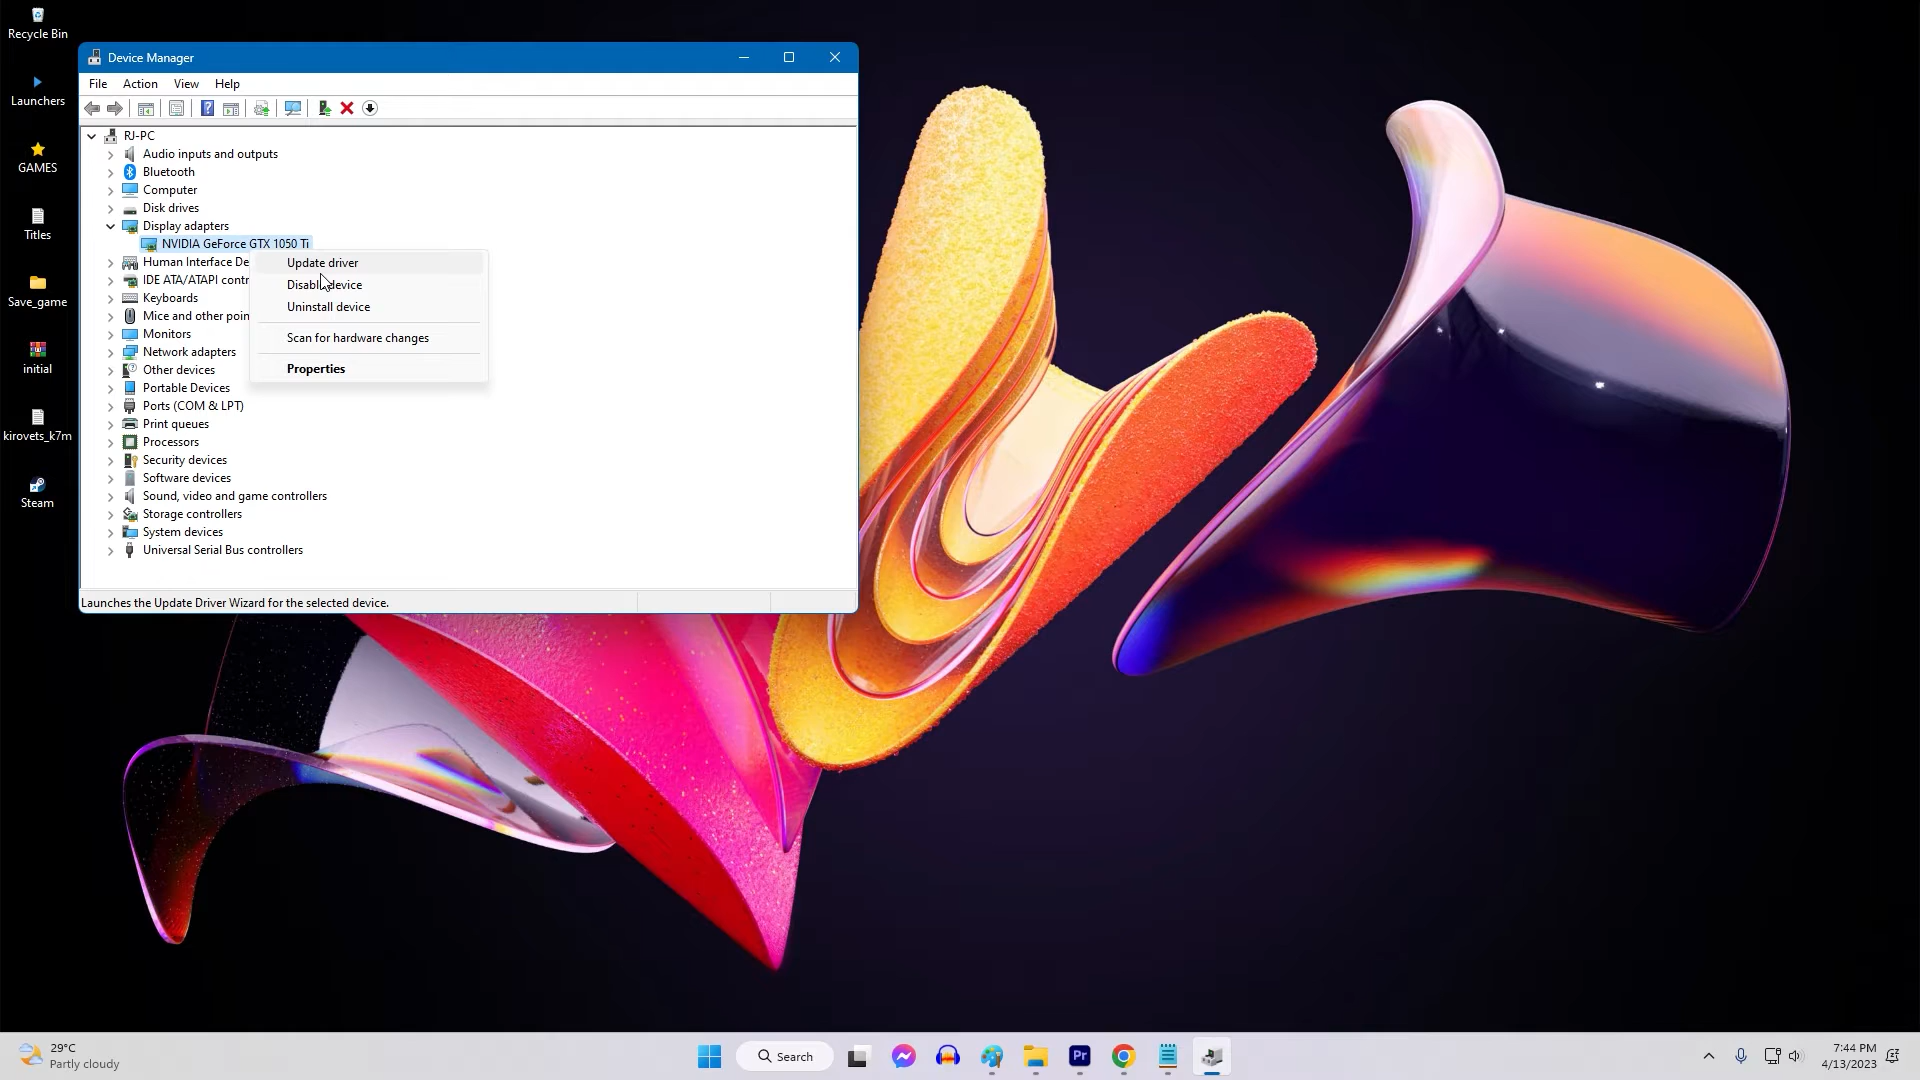 Recycle Bin
Launchers
GAMES
Titles
Save_game
initial
kirovets_k7m
Steam
Device Manager
File Action View Help
RJ-PC
Audio inputs and outputs
Bluetooth
Computer
Disk drives
Display adapters
NVIDIA GeForce GTX 1050 Ti
Human Interface De
IDE ATA/ATAPI contr
Keyboards
Mice and other poin
Monitors
Network adapters
Other devices
Portable Devices
Ports (COM & LPT)
Print queues
Processors
Security devices
Software devices
Sound, video and game controllers
Storage controllers
System devices
Universal Serial Bus controllers
Update driver
Disable device
Uninstall device
Scan for hardware changes
Properties
Launches the Update Driver Wizard for the selected device.
29°C
Partly cloudy
Search
Pr
7:44 PM
4/13/2023